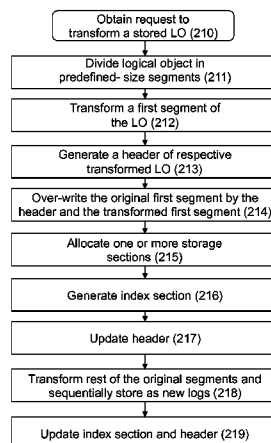 Obtain request to
transform a stored LO (210)
Divide logical object in
predefined- size segments (211)
Transform a first segment of
the LO (212)
Generate a header of respective
transformed LO (213)
Over-write the original first segment by the
header and the transformed first segment (214)
Allocate one or more storage
sections (215)
Generate index section (216)
Update header (217)
Transform rest of the original segments and
sequentially store as new logs (218)
Update index section and header (219)